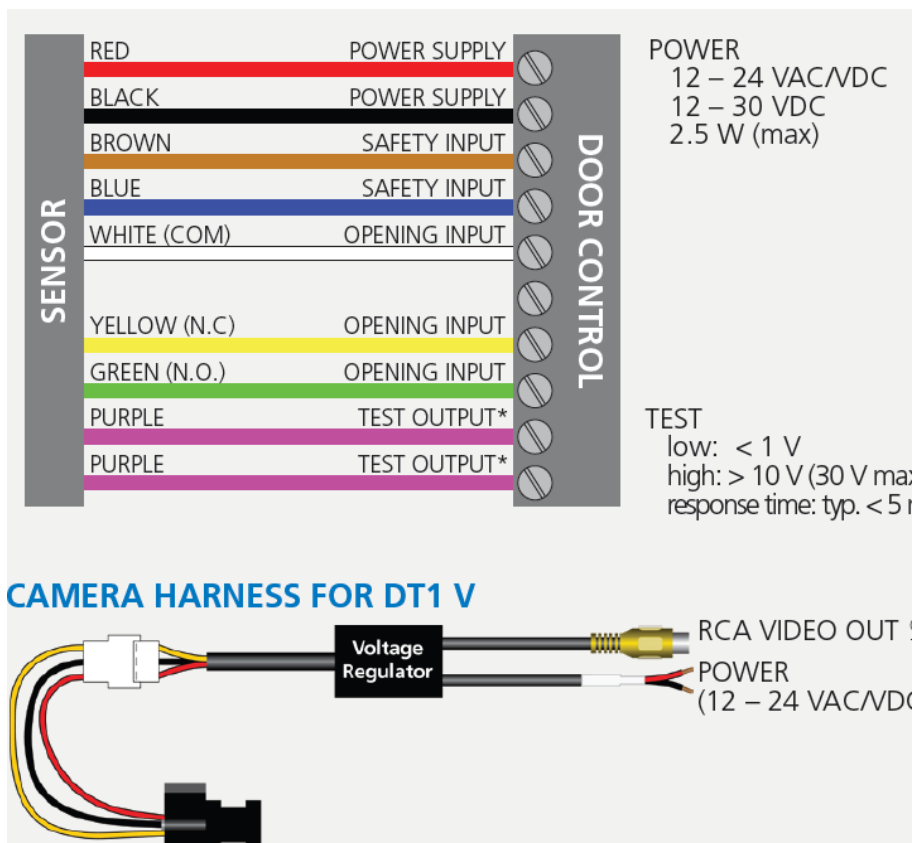 RED POWER SUPPLY
BLACK POWER SUPPLY
BROWN SAFETY INPUT
BLUE SAFETY INPUT
WHITE (COM) OPENING INPUT
YELLOW (N.C) OPENING INPUT
GREEN (N.O.) OPENING INPUT
PURPLE TEST OUTPUT*
PURPLE TEST OUTPUT*
SENSOR
DOOR CONTROL
POWER
12 – 24 VAC/VDC
12 – 30 VDC
2.5 W (max)
TEST
low: < 1 V
high: > 10 V (30 V max
response time: typ. < 5
CAMERA HARNESS FOR DT1 V
Voltage
Regulator
RCA VIDEO OUT
POWER
(12 – 24 VAC/VDC